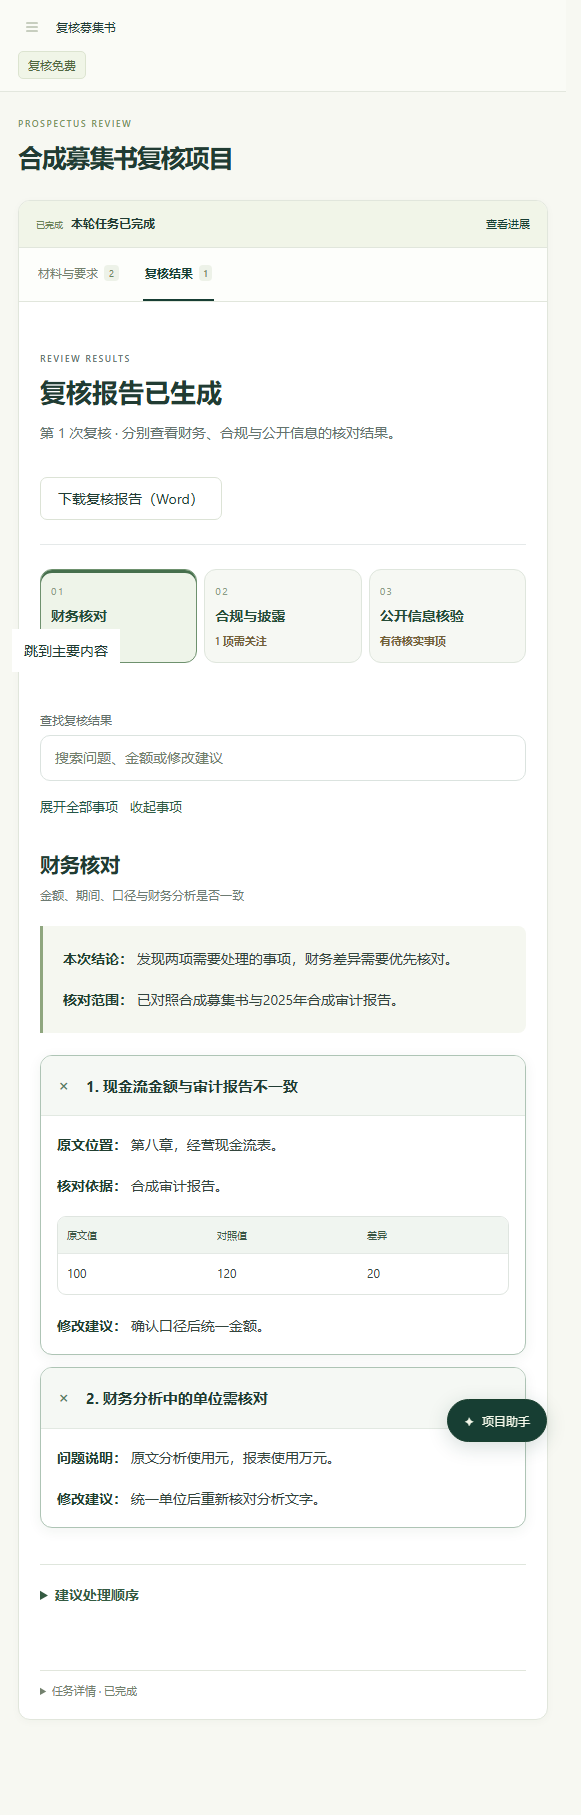 复核募集书
复核免费
PROSPECTUS REVIEW
合成募集书复核项目
已完成 本轮任务已完成 查看进展
材料与要求 2 复核结果 1
REVIEW RESULTS
复核报告已生成
第 1 次复核 · 分别查看财务、合规与公开信息的核对结果。
下载复核报告（Word）
01
财务核对
02
合规与披露
1 项需关注
03
公开信息核验
有待核实事项
跳到主要内容
查找复核结果
搜索问题、金额或修改建议
展开全部事项 收起事项
财务核对
金额、期间、口径与财务分析是否一致
本次结论： 发现两项需要处理的事项，财务差异需要优先核对。
核对范围： 已对照合成募集书与2025年合成审计报告。
× 1. 现金流金额与审计报告不一致
原文位置： 第八章，经营现金流表。
核对依据： 合成审计报告。
原文值 对照值 差异
100 120 20
修改建议： 确认口径后统一金额。
× 2. 财务分析中的单位需核对
项目助手
问题说明： 原文分析使用元，报表使用万元。
修改建议： 统一单位后重新核对分析文字。
建议处理顺序
任务详情 · 已完成